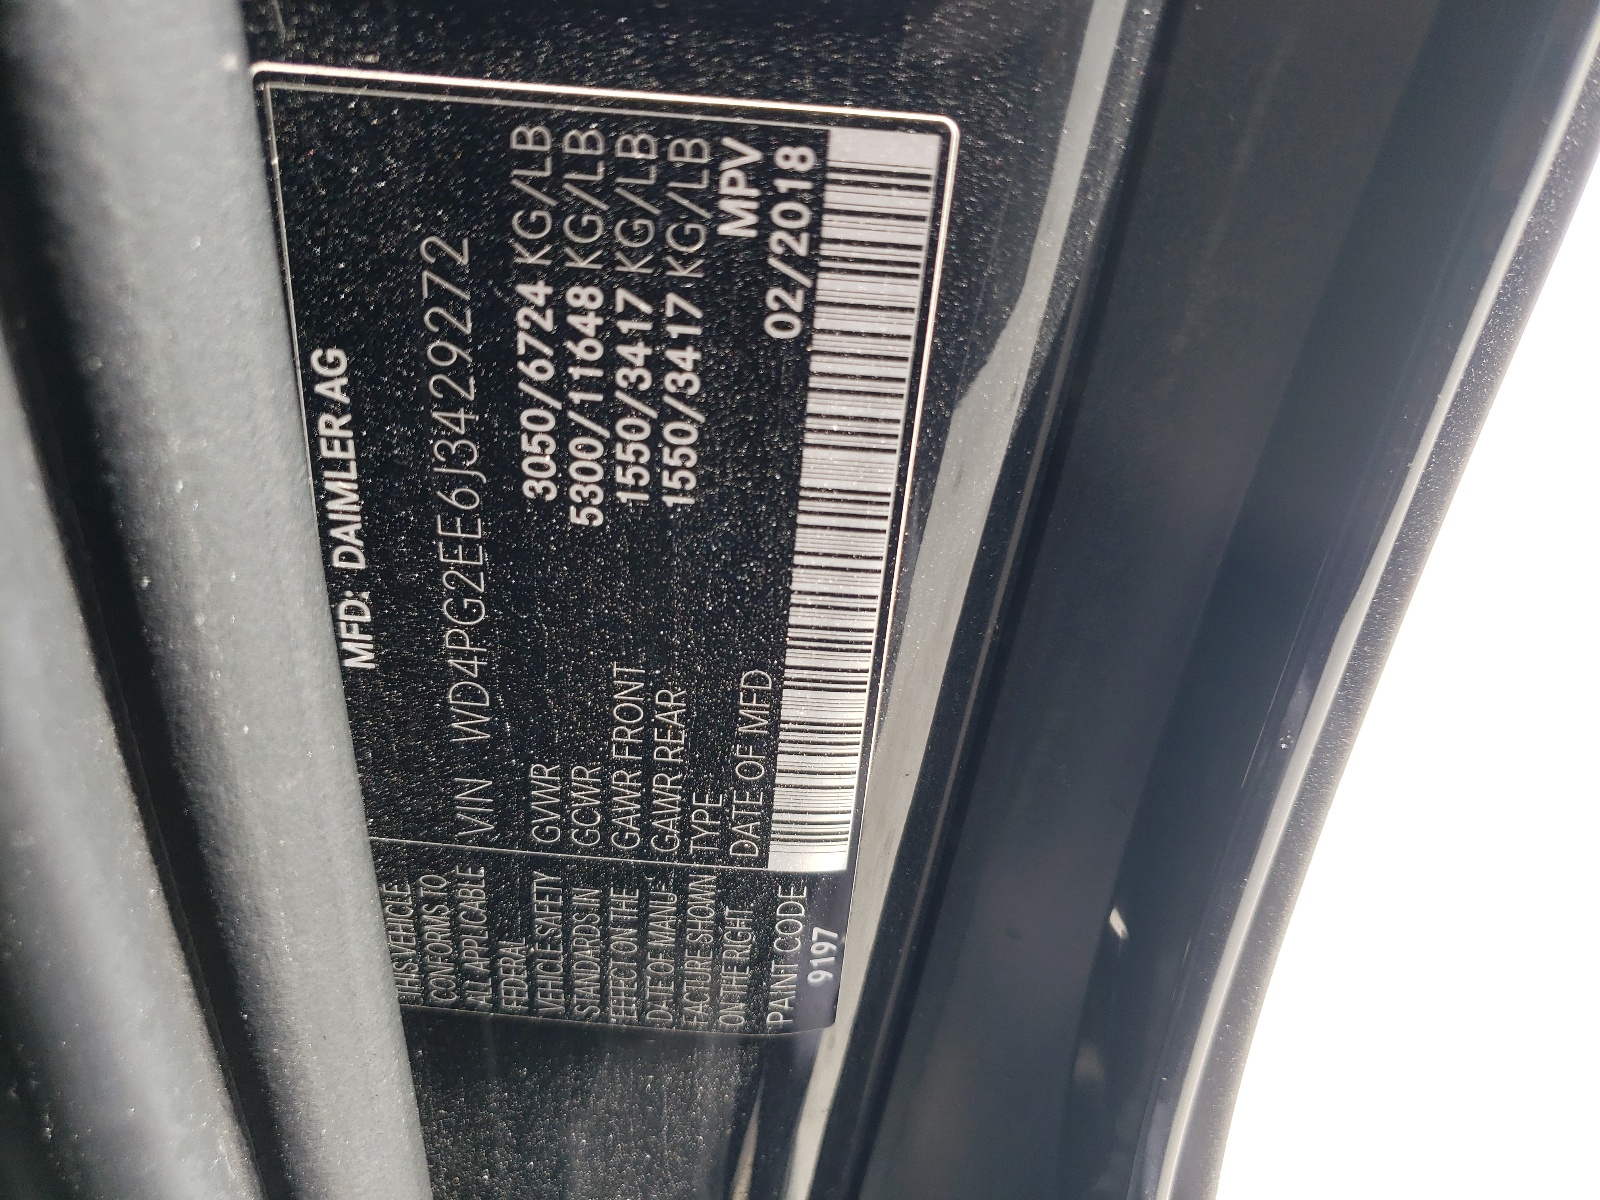 MFD: DAIMLER AG
VIN WD4PG2EE6J3429272
GVWR 3050/6724 KG/LB
GCWR 5300/11648 KG/LB
GAWR FRONT 1550/3417 KG/LB
GAWR REAR 1550/3417 KG/LB
TYPE MPV
DATE OF MFD 02/2018
THIS VEHICLE
CONFORMS TO
ALL APPLICABLE
FEDERAL
VEHICLE SAFETY
STANDARDS IN
EFFECT ON THE
DATE OF MANU-
FACTURE SHOWN
ON THE RIGHT
PAINT CODE
9197